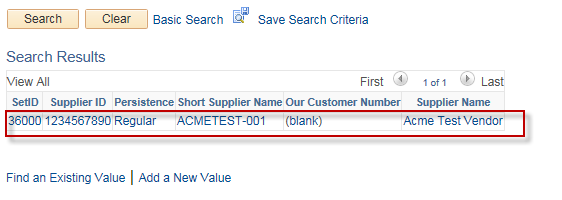 Search Clear Basic Search Save Search Criteria
Search Results
View All First 1 of 1 Last
SetID Supplier ID Persistence Short Supplier Name Our Customer Number Supplier Name
36000 1234567890 Regular ACMETEST-001 (blank) Acme Test Vendor
Find an Existing Value | Add a New Value